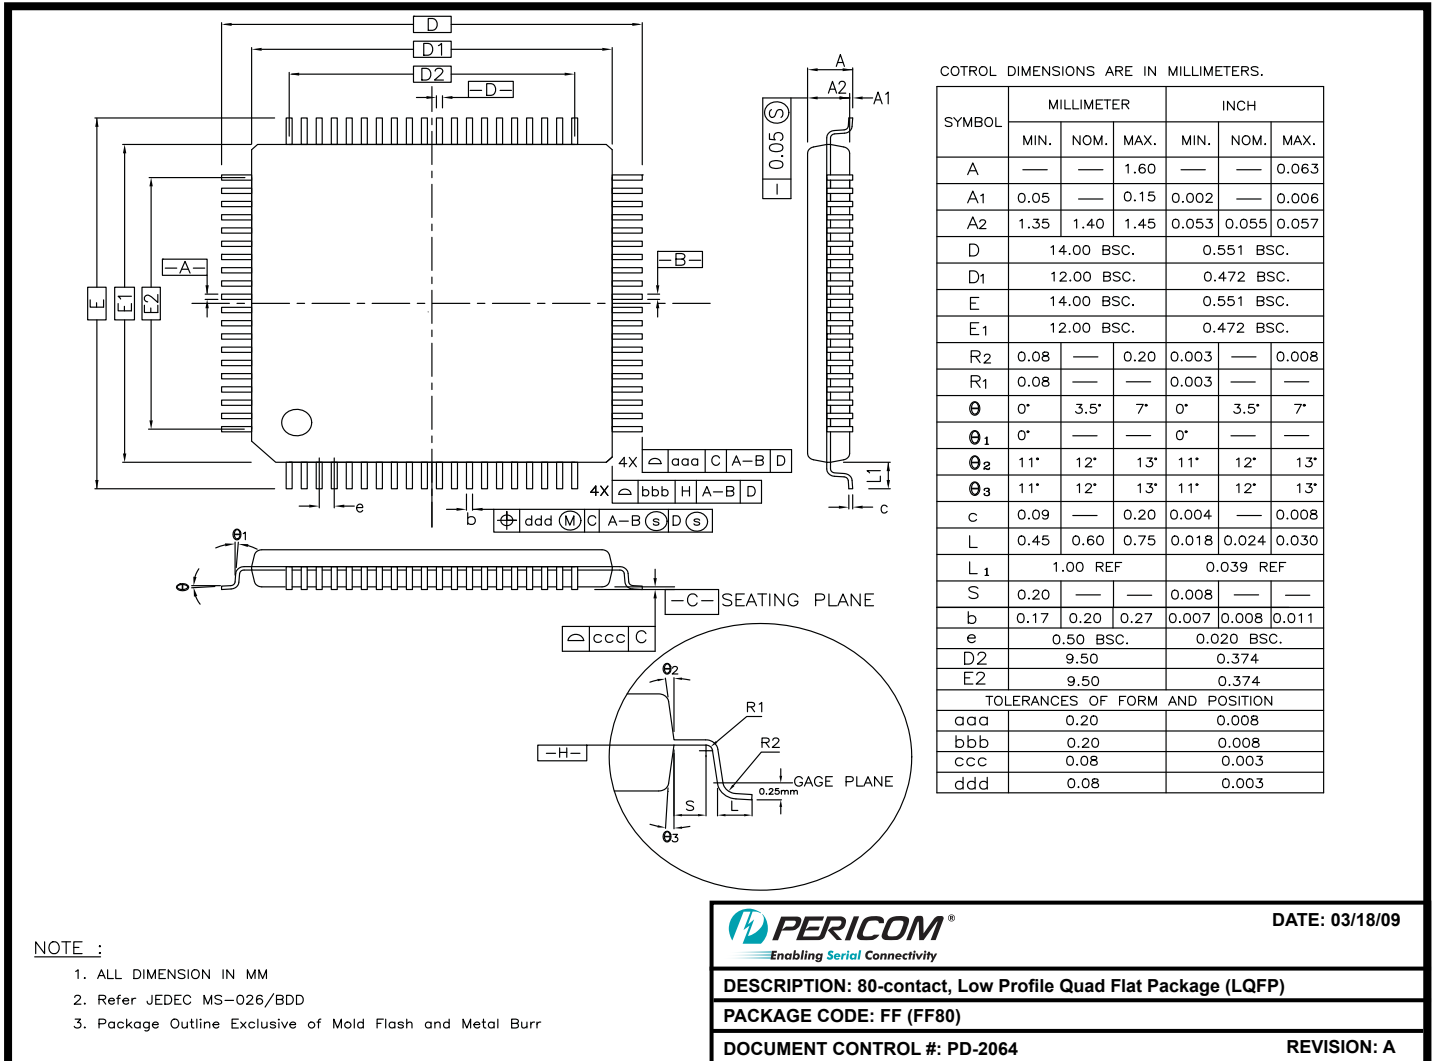 D
D1
D2
-D-
A
A2
A1
0.05 S
-A-
-B-
E
E1
E2
4X aaa C A-B D
4X bbb H A-B D
e
b
ddd M C A-B S D S
L1
c
θ1
θ
-C- SEATING PLANE
ccc C
θ2
R1
R2
-H-
GAGE PLANE
0.25mm
S
L
θ3
COTROL DIMENSIONS ARE IN MILLIMETERS.
SYMBOL MILLIMETER INCH
MIN. NOM. MAX. MIN. NOM. MAX.
A — — 1.60 — — 0.063
A1 0.05 — 0.15 0.002 — 0.006
A2 1.35 1.40 1.45 0.053 0.055 0.057
D 14.00 BSC. 0.551 BSC.
D1 12.00 BSC. 0.472 BSC.
E 14.00 BSC. 0.551 BSC.
E1 12.00 BSC. 0.472 BSC.
R2 0.08 — 0.20 0.003 — 0.008
R1 0.08 — — 0.003 — —
θ 0° 3.5° 7° 0° 3.5° 7°
θ1 0° — — 0° — —
θ2 11° 12° 13° 11° 12° 13°
θ3 11° 12° 13° 11° 12° 13°
c 0.09 — 0.20 0.004 — 0.008
L 0.45 0.60 0.75 0.018 0.024 0.030
L1 1.00 REF 0.039 REF
S 0.20 — — 0.008 — —
b 0.17 0.20 0.27 0.007 0.008 0.011
e 0.50 BSC. 0.020 BSC.
D2 9.50 0.374
E2 9.50 0.374
TOLERANCES OF FORM AND POSITION
aaa 0.20 0.008
bbb 0.20 0.008
ccc 0.08 0.003
ddd 0.08 0.003
NOTE :
1. ALL DIMENSION IN MM
2. Refer JEDEC MS-026/BDD
3. Package Outline Exclusive of Mold Flash and Metal Burr
PERICOM®
Enabling Serial Connectivity
DATE: 03/18/09
DESCRIPTION: 80-contact, Low Profile Quad Flat Package (LQFP)
PACKAGE CODE: FF (FF80)
DOCUMENT CONTROL #: PD-2064
REVISION: A